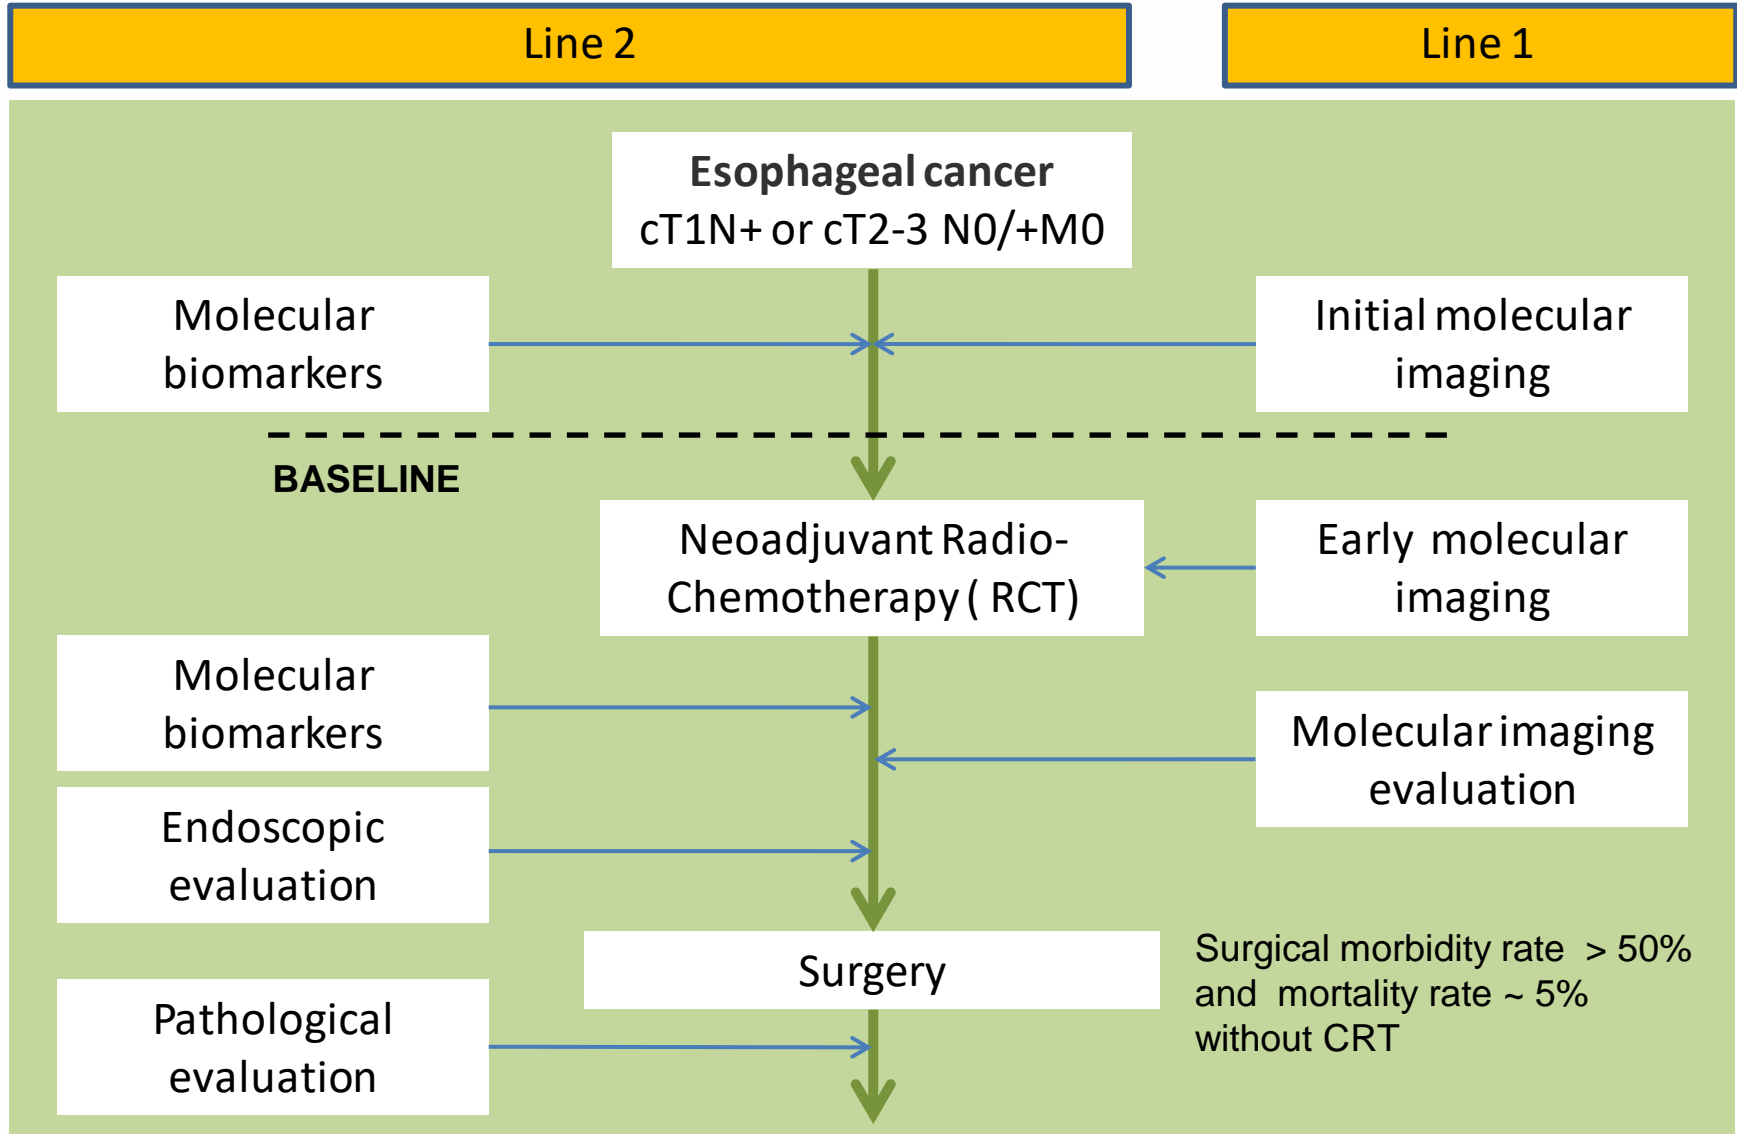 Line 2
Line 1
Esophageal cancer
cT1N+ or cT2-3 N0/+M0
Molecular
biomarkers
Initial molecular
imaging
BASELINE
Neoadjuvant Radio-
Chemotherapy ( RCT)
Early molecular
imaging
Molecular
biomarkers
Molecular imaging
evaluation
Endoscopic
evaluation
Surgery
Surgical morbidity rate > 50%
and mortality rate ~ 5%
without CRT
Pathological
evaluation